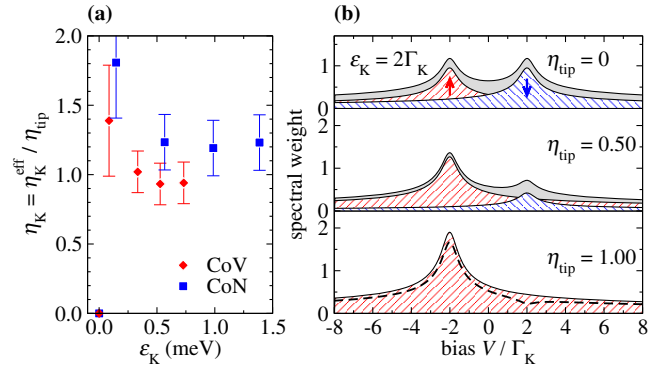 (a)
(b)
2.0
1.5
1.0
0.5
0.0
η_K = η_K^eff / η_tip
CoV
CoN
0.0 0.5 1.0 1.5
ε_K (meV)
spectral weight
ε_K = 2Γ_K
η_tip = 0
1
0
η_tip = 0.50
1
0
η_tip = 1.00
2
1
0
-8 -6 -4 -2 0 2 4 6 8
bias V / Γ_K